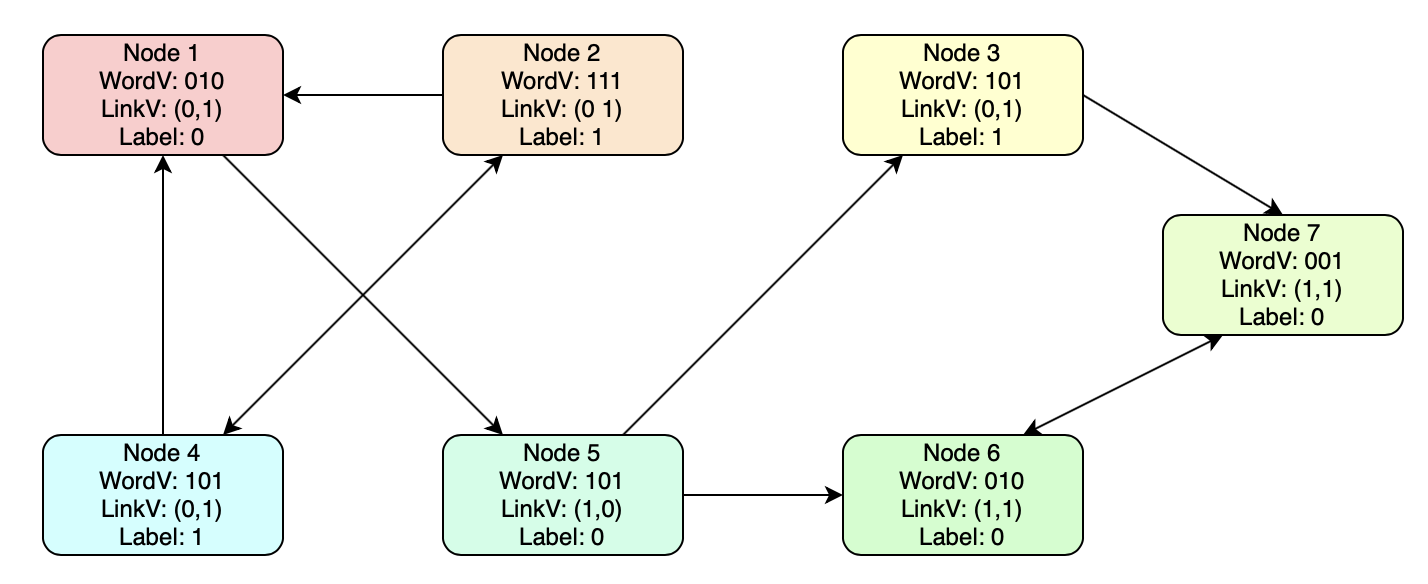 Node 1
WordV: 010
LinkV: (0,1)
Label: 0
Node 2
WordV: 111
LinkV: (0 1)
Label: 1
Node 3
WordV: 101
LinkV: (0,1)
Label: 1
Node 7
WordV: 001
LinkV: (1,1)
Label: 0
Node 4
WordV: 101
LinkV: (0,1)
Label: 1
Node 5
WordV: 101
LinkV: (1,0)
Label: 0
Node 6
WordV: 010
LinkV: (1,1)
Label: 0